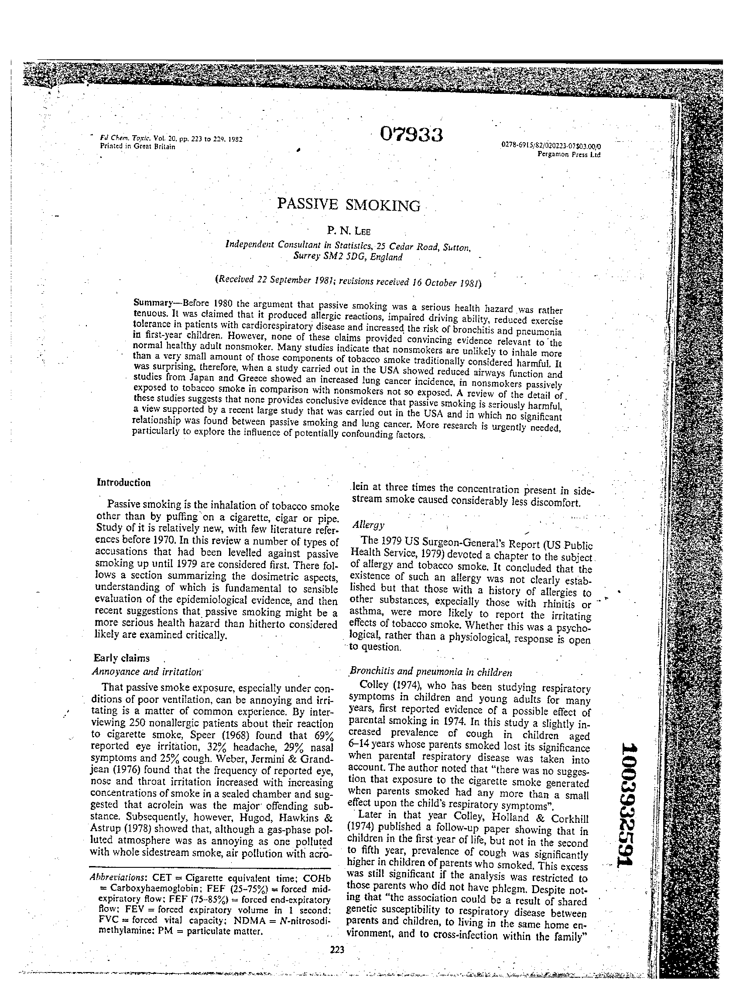 Fd Chem. Toxic. Vol. 20, pp. 223 to 229, 1982
Printed in Great Britain
07933
0278-6915/82/020223-07$03.00/0
Pergamon Press Ltd
PASSIVE SMOKING
P. N. LEE
Independent Consultant in Statistics, 25 Cedar Road, Sutton,
Surrey SM2 5DG, England
(Received 22 September 1981; revisions received 16 October 1981)
Summary—Before 1980 the argument that passive smoking was a serious health hazard was rather
tenuous. It was claimed that it produced allergic reactions, impaired driving ability, reduced exercise
tolerance in patients with cardiorespiratory disease and increased the risk of bronchitis and pneumonia
in first-year children. However, none of these claims provided convincing evidence relevant to the
normal healthy adult nonsmoker. Many studies indicate that nonsmokers are unlikely to inhale more
than a very small amount of those components of tobacco smoke traditionally considered harmful. It
was surprising, therefore, when a study carried out in the USA showed reduced airways function and
studies from Japan and Greece showed an increased lung cancer incidence, in nonsmokers passively
exposed to tobacco smoke in comparison with nonsmokers not so exposed. A review of the detail of
these studies suggests that none provides conclusive evidence that passive smoking is seriously harmful,
a view supported by a recent large study that was carried out in the USA and in which no significant
relationship was found between passive smoking and lung cancer. More research is urgently needed,
particularly to explore the influence of potentially confounding factors.
Introduction
Passive smoking is the inhalation of tobacco smoke
other than by puffing on a cigarette, cigar or pipe.
Study of it is relatively new, with few literature refer-
ences before 1970. In this review a number of types of
accusations that had been levelled against passive
smoking up until 1979 are considered first. There fol-
lows a section summarizing the dosimetric aspects,
understanding of which is fundamental to sensible
evaluation of the epidemiological evidence, and then
recent suggestions that passive smoking might be a
more serious health hazard than hitherto considered
likely are examined critically.
Early claims
Annoyance and irritation
That passive smoke exposure, especially under con-
ditions of poor ventilation, can be annoying and irri-
tating is a matter of common experience. By inter-
viewing 250 nonallergic patients about their reaction
to cigarette smoke, Speer (1968) found that 69%
reported eye irritation, 32% headache, 29% nasal
symptoms and 25% cough. Weber, Jermini & Grand-
jean (1976) found that the frequency of reported eye,
nose and throat irritation increased with increasing
concentrations of smoke in a sealed chamber and sug-
gested that acrolein was the major offending sub-
stance. Subsequently, however, Hugod, Hawkins &
Astrup (1978) showed that, although a gas-phase pol-
luted atmosphere was as annoying as one polluted
with whole sidestream smoke, air pollution with acro-
Abbreviations: CET = Cigarette equivalent time; COHb
= Carboxyhaemoglobin; FEF (25-75%) = forced mid-
expiratory flow; FEF (75-85%) = forced end-expiratory
flow; FEV = forced expiratory volume in 1 second;
FVC = forced vital capacity; NDMA = N-nitrosodi-
methylamine; PM = particulate matter.
lein at three times the concentration present in side-
stream smoke caused considerably less discomfort.
Allergy
The 1979 US Surgeon-General's Report (US Public
Health Service, 1979) devoted a chapter to the subject
of allergy and tobacco smoke. It concluded that the
existence of such an allergy was not clearly estab-
lished but that those with a history of allergies to
other substances, expecially those with rhinitis or
asthma, were more likely to report the irritating
effects of tobacco smoke. Whether this was a psycho-
logical, rather than a physiological, response is open
to question.
Bronchitis and pneumonia in children
Colley (1974), who has been studying respiratory
symptoms in children and young adults for many
years, first reported evidence of a possible effect of
parental smoking in 1974. In this study a slightly in-
creased prevalence of cough in children aged
6-14 years whose parents smoked lost its significance
when parental respiratory disease was taken into
account. The author noted that "there was no sugges-
tion that exposure to the cigarette smoke generated
when parents smoked had any more than a small
effect upon the child's respiratory symptoms".
Later in that year Colley, Holland & Corkhill
(1974) published a follow-up paper showing that in
children in the first year of life, but not in the second
to fifth year, prevalence of cough was significantly
higher in children of parents who smoked. This excess
was still significant if the analysis was restricted to
those parents who did not have phlegm. Despite not-
ing that "the association could be a result of shared
genetic susceptibility to respiratory disease between
parents and children, to living in the same home en-
vironment, and to cross-infection within the family"
223
1003932591